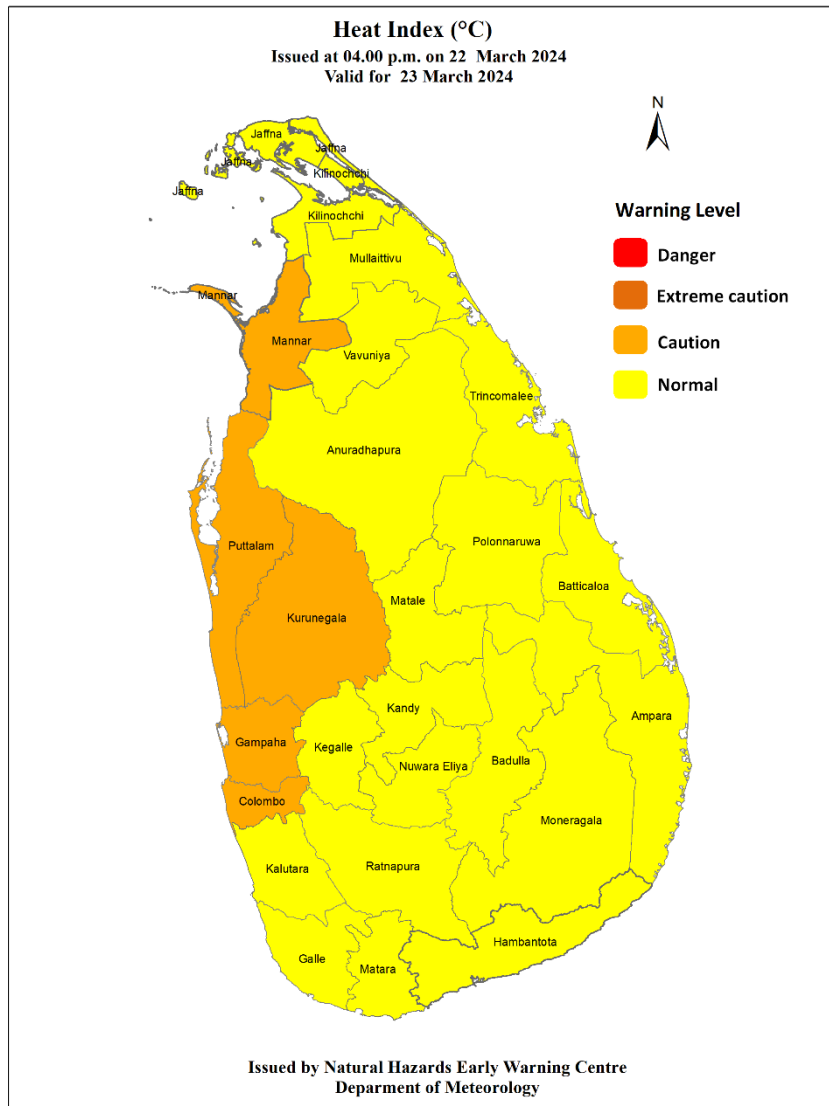 Heat Index (°C)
Issued at 04.00 p.m. on 22 March 2024
Valid for 23 March 2024
N
Jaffna
Jaffna
Jaffna
Kilinochchi
Jaffna
Kilinochchi
Warning Level
Mullaittivu
Danger
Mannar
Extreme caution
Mannar
Caution
Vavuniya
Normal
Trincomalee
Anuradhapura
Puttalam
Polonnaruwa
Batticaloa
Matale
Kurunegala
Kandy
Ampara
Gampaha
Kegalle
Nuwara Eliya
Badulla
Colombo
Moneragala
Kalutara
Ratnapura
Hambantota
Galle
Matara
Issued by Natural Hazards Early Warning Centre
Deparment of Meteorology